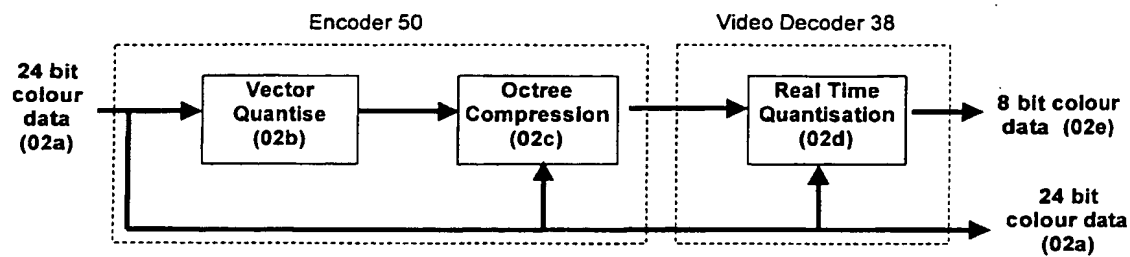 Encoder 50
Video Decoder 38
24 bit
colour
data
(02a)
Vector
Quantise
(02b)
Octree
Compression
(02c)
Real Time
Quantisation
(02d)
8 bit colour
data (02e)
24 bit
colour data
(02a)